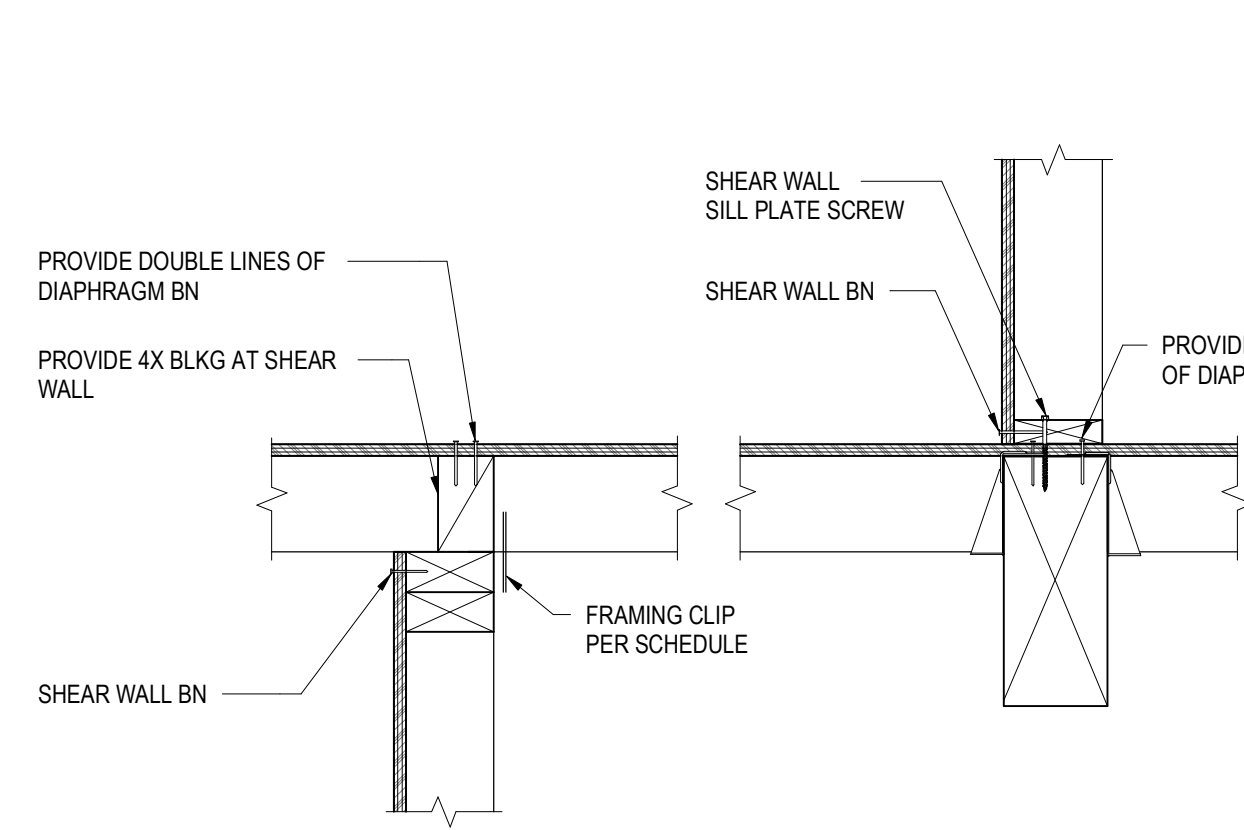 PROVIDE DOUBLE LINES OF
DIAPHRAGM BN
PROVIDE 4X BLKG AT SHEAR
WALL
SHEAR WALL BN
FRAMING CLIP
PER SCHEDULE
SHEAR WALL
SILL PLATE SCREW
SHEAR WALL BN
OF